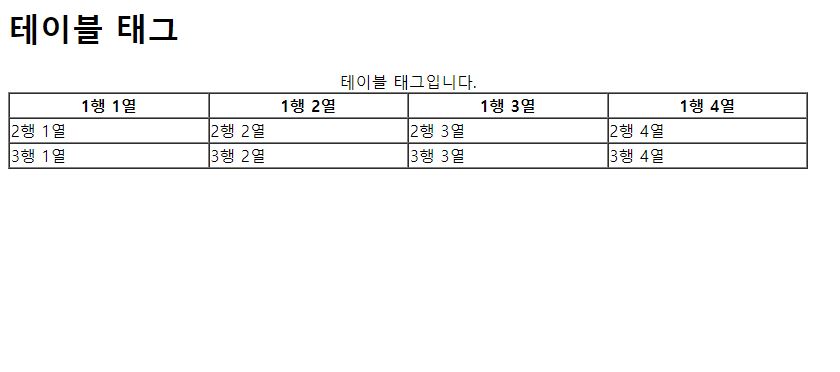 테이블 태그
테이블 태그입니다.
1행 1열 1행 2열 1행 3열 1행 4열
2행 1열 2행 2열 2행 3열 2행 4열
3행 1열 3행 2열 3행 3열 3행 4열